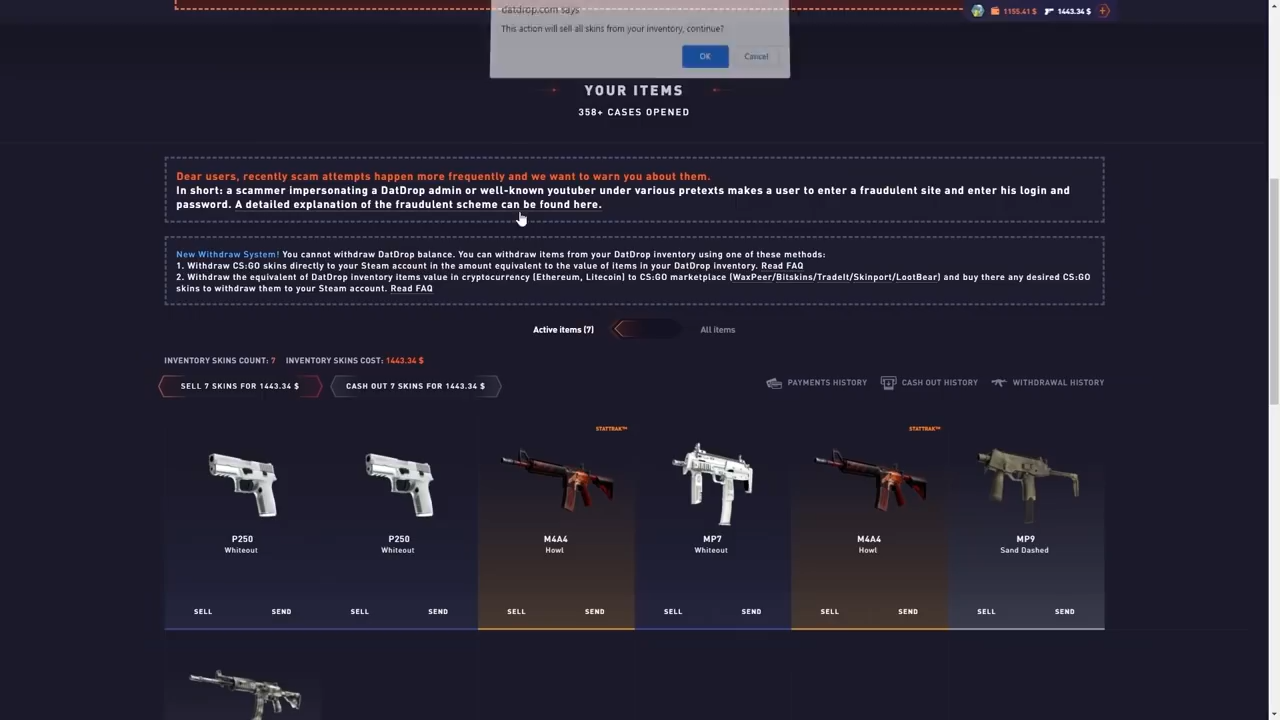 datdrop.com says
This action will sell all skins from your inventory, continue?
OK
Cancel
1155.41 $
1443.34 $
YOUR ITEMS
358+ CASES OPENED
Dear users, recently scam attempts happen more frequently and we want to warn you about them.
In short: a scammer impersonating a DatDrop admin or well-known youtuber under various pretexts makes a user to enter a fraudulent site and enter his login and
password. A detailed explanation of the fraudulent scheme can be found here.
New Withdraw System! You cannot withdraw DatDrop balance. You can withdraw items from your DatDrop inventory using one of these methods:
1. Withdraw CS:GO skins directly to your Steam account in the amount equivalent to the value of items in your DatDrop inventory. Read FAQ
2. Withdraw the equivalent of DatDrop inventory items value in cryptocurrency (Ethereum, Litecoin) to CS:GO marketplace (WaxPeer/Bitskins/TradeIt/Skinport/LootBear) and buy there any desired CS:GO
skins to withdraw them to your Steam account. Read FAQ
Active items (7)
All items
INVENTORY SKINS COUNT: 7 INVENTORY SKINS COST: 1443.34 $
SELL 7 SKINS FOR 1443.34 $
CASH OUT 7 SKINS FOR 1443.34 $
PAYMENTS HISTORY
CASH OUT HISTORY
WITHDRAWAL HISTORY
STATTRAK™
STATTRAK™
P250
Whiteout
P250
Whiteout
M4A4
Howl
MP7
Whiteout
M4A4
Howl
MP9
Sand Dashed
SELL
SEND
SELL
SEND
SELL
SEND
SELL
SEND
SELL
SEND
SELL
SEND